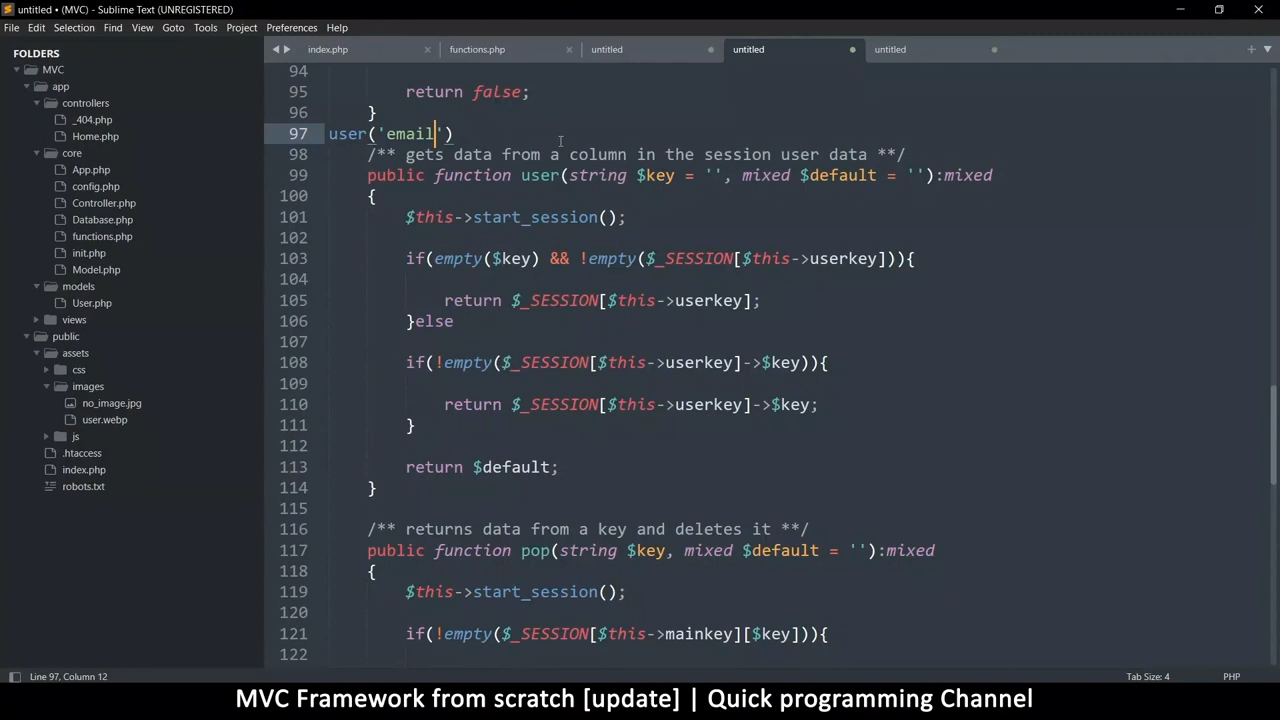 untitled • (MVC) - Sublime Text (UNREGISTERED)
File Edit Selection Find View Goto Tools Project Preferences Help
FOLDERS
MVC
app
controllers
_404.php
Home.php
core
App.php
config.php
Controller.php
Database.php
functions.php
init.php
Model.php
models
User.php
views
public
assets
css
images
no_image.jpg
user.webp
js
.htaccess
index.php
robots.txt
index.php functions.php untitled untitled untitled
94
95 return false;
96 }
97 user('email')
98 /** gets data from a column in the session user data **/
99 public function user(string $key = '', mixed $default = ''):mixed
100 {
101 $this->start_session();
102
103 if(empty($key) && !empty($_SESSION[$this->userkey])){
104
105 return $_SESSION[$this->userkey];
106 }else
107
108 if(!empty($_SESSION[$this->userkey]->$key)){
109
110 return $_SESSION[$this->userkey]->$key;
111 }
112
113 return $default;
114 }
115
116 /** returns data from a key and deletes it **/
117 public function pop(string $key, mixed $default = ''):mixed
118 {
119 $this->start_session();
120
121 if(!empty($_SESSION[$this->mainkey][$key])){
122
Line 97, Column 12 Tab Size: 4 PHP
MVC Framework from scratch [update] | Quick programming Channel